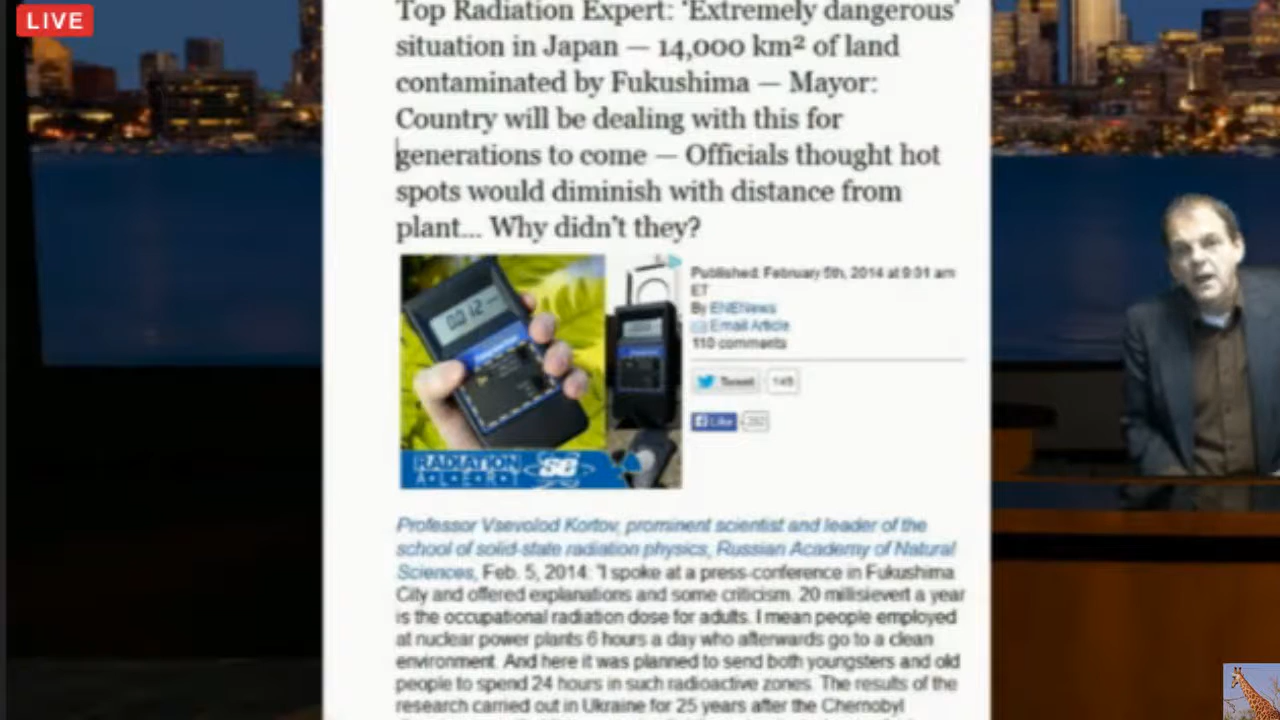 LIVE
Top Radiation Expert: 'Extremely dangerous'
situation in Japan — 14,000 km² of land
contaminated by Fukushima — Mayor:
Country will be dealing with this for
generations to come — Officials thought hot
spots would diminish with distance from
plant... Why didn't they?
Published: February 5th, 2014 at 9:31 am
ET
By ENENews
Email Article
110 comments
Tweet
Like
RADIATION
A•L•E•R•T
Professor Vsevolod Kortov, prominent scientist and leader of the
school of solid-state radiation physics, Russian Academy of Natural
Sciences, Feb. 5, 2014: "I spoke at a press-conference in Fukushima
City and offered explanations and some criticism. 20 millisievert a year
is the occupational radiation dose for adults. I mean people employed
at nuclear power plants 6 hours a day who afterwards go to a clean
environment. And here it was planned to send both youngsters and old
people to spend 24 hours in such radioactive zones. The results of the
research carried out in Ukraine for 25 years after the Chernobyl